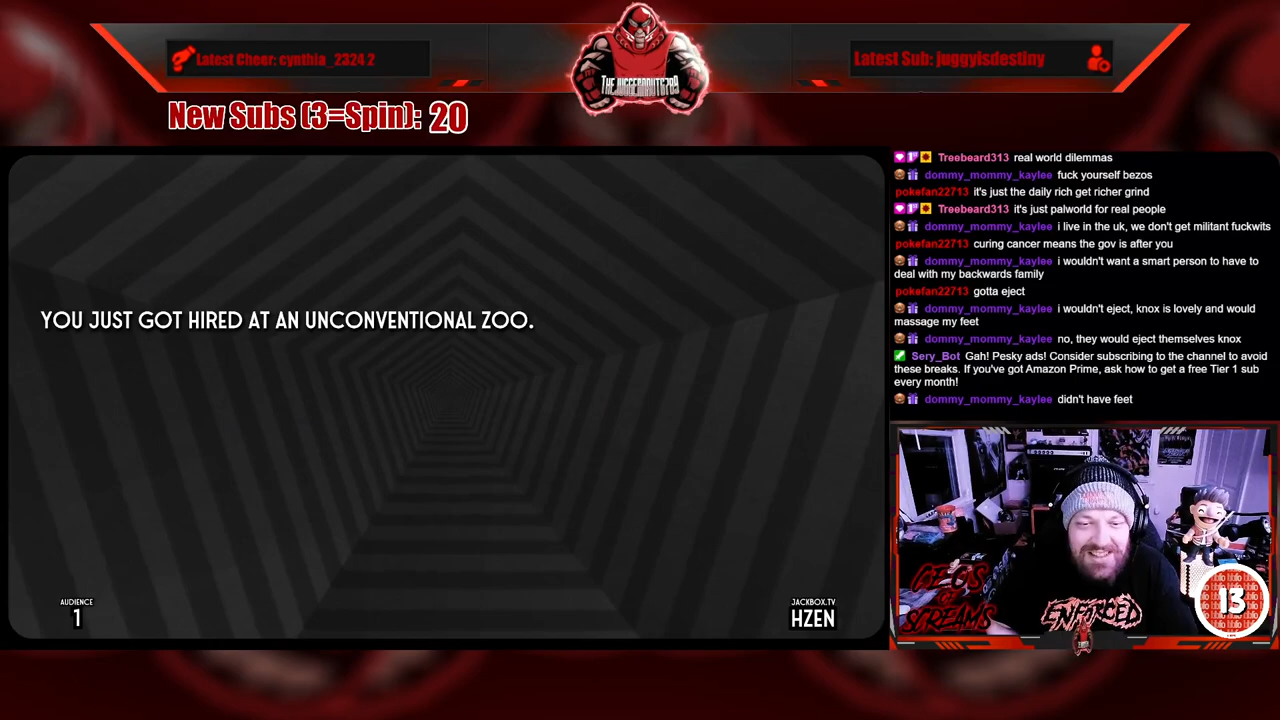 Latest Cheer: cynthia_2324 2
THEJUGGERNAUT6789
Latest Sub: juggyisdestiny
New Subs (3=Spin): 20
YOU JUST GOT HIRED AT AN UNCONVENTIONAL ZOO.
AUDIENCE
1
JACKBOX.TV
HZEN
Treebeard313 real world dilemmas
dommy_mommy_kaylee fuck yourself bezos
pokefan22713 it's just the daily rich get richer grind
Treebeard313 it's just palworld for real people
dommy_mommy_kaylee i live in the uk, we don't get militant fuckwits
pokefan22713 curing cancer means the gov is after you
dommy_mommy_kaylee i wouldn't want a smart person to have to
deal with my backwards family
pokefan22713 gotta eject
dommy_mommy_kaylee i wouldn't eject, knox is lovely and would
massage my feet
dommy_mommy_kaylee no, they would eject themselves knox
Sery_Bot Gah! Pesky ads! Consider subscribing to the channel to avoid
these breaks. If you've got Amazon Prime, ask how to get a free Tier 1 sub
every month!
dommy_mommy_kaylee didn't have feet
SCREAMS
ENFORCED
13